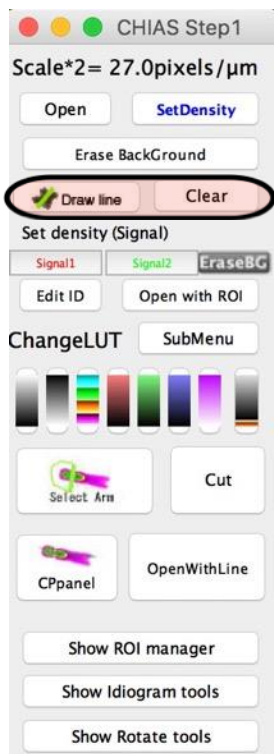 CHIAS Step1
Scale*2= 27.0pixels/µm
Open SetDensity
Erase BackGround
Draw line Clear
Set density (Signal)
Signal1 Signal2 EraseBG
Edit ID Open with ROI
ChangeLUT SubMenu
Select Arm Cut
CPpanel OpenWithLine
Show ROI manager
Show Idiogram tools
Show Rotate tools